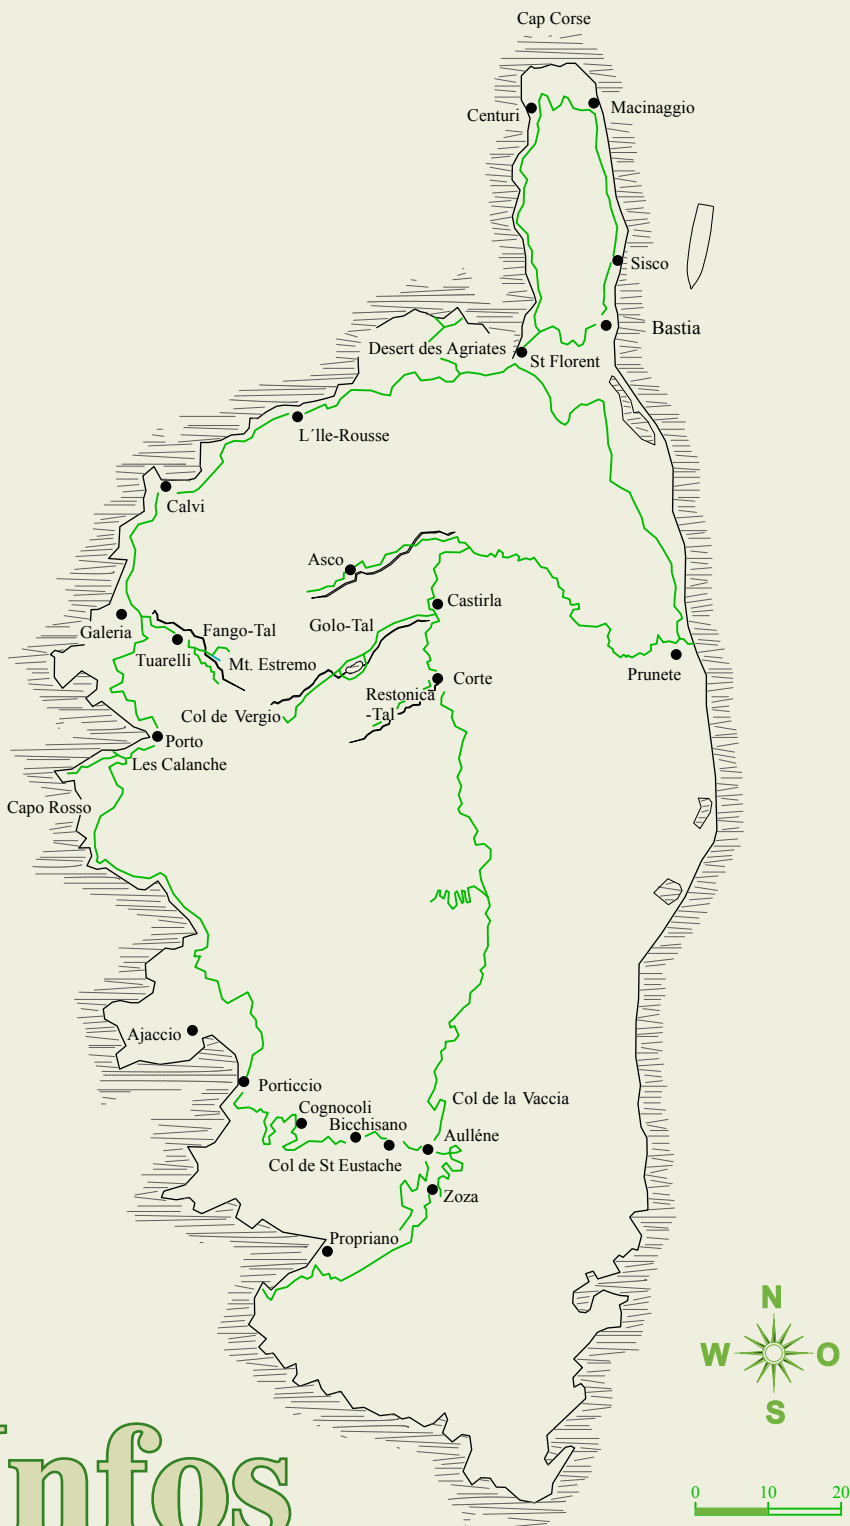 Cap Corse
Centuri
Macinaggio
Sisco
Bastia
Desert des Agriates
St Florent
L´lle-Rousse
Calvi
Asco
Castirla
Galeria
Fango-Tal
Golo-Tal
Tuarelli
Mt. Estremo
Prunete
Corte
Restonica
-Tal
Col de Vergio
Porto
Les Calanche
Capo Rosso
Ajaccio
Porticcio
Col de la Vaccia
Cognocoli
Bicchisano
Aulléne
Col de St Eustache
Zoza
Propriano
N
W O
S
Infos
0 10 20